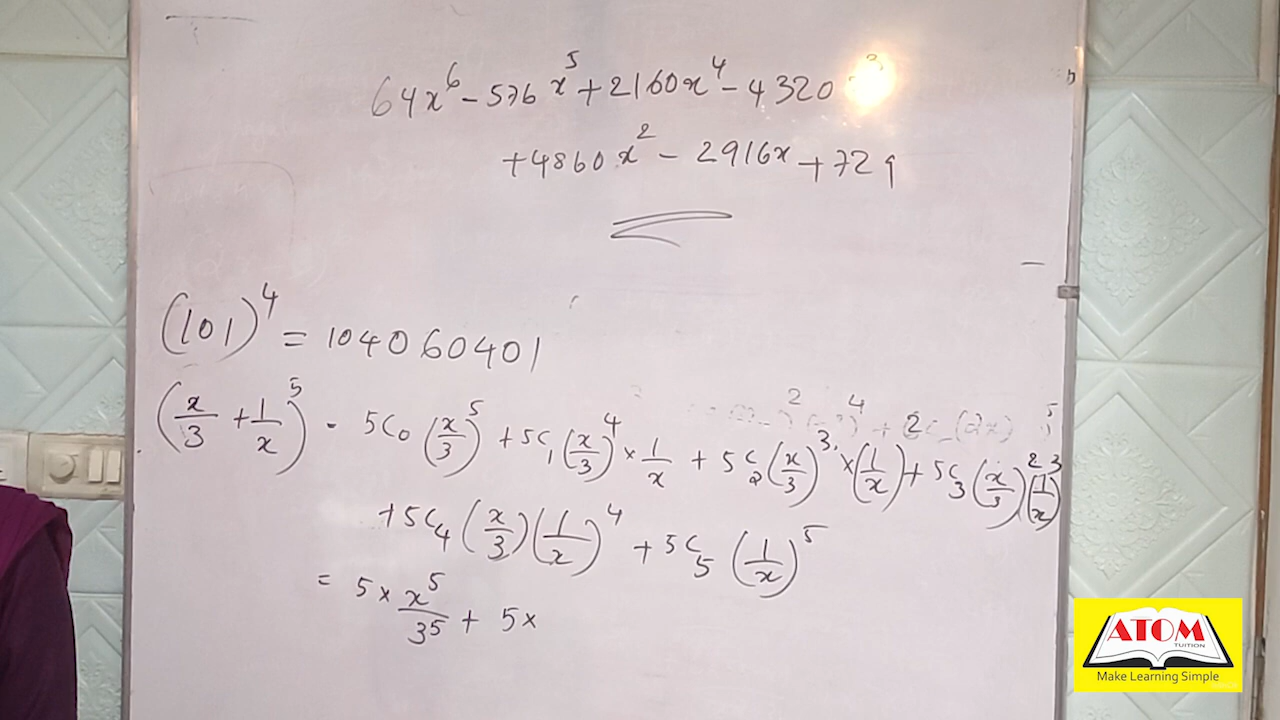 64x⁶ - 576x⁵ + 2160x⁴ - 4320
+4860x² - 2916x + 729
(101)⁴ = 104060401
(x/3 + 1/x)⁵ - 5C₀(x/3)⁵ + 5C₁(x/3)⁴ × 1/x + 5C₂(x/3)³ × (1/x) + 5C₃(x/3)²(1/x)³
+5C₄(x/3)(1/x)⁴ + 5C₅(1/x)⁵
= 5 × x⁵/3⁵ + 5×
ATOM
TUITION
Make Learning Simple